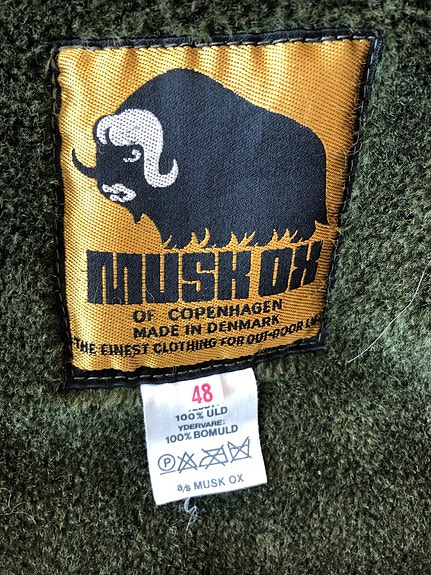 MUSK OX
OF COPENHAGEN
MADE IN DENMARK
THE FINEST CLOTHING FOR OUT-DOOR
48
100% ULD
YDERVARE:
100% BOMULD
P
a/s MUSK OX